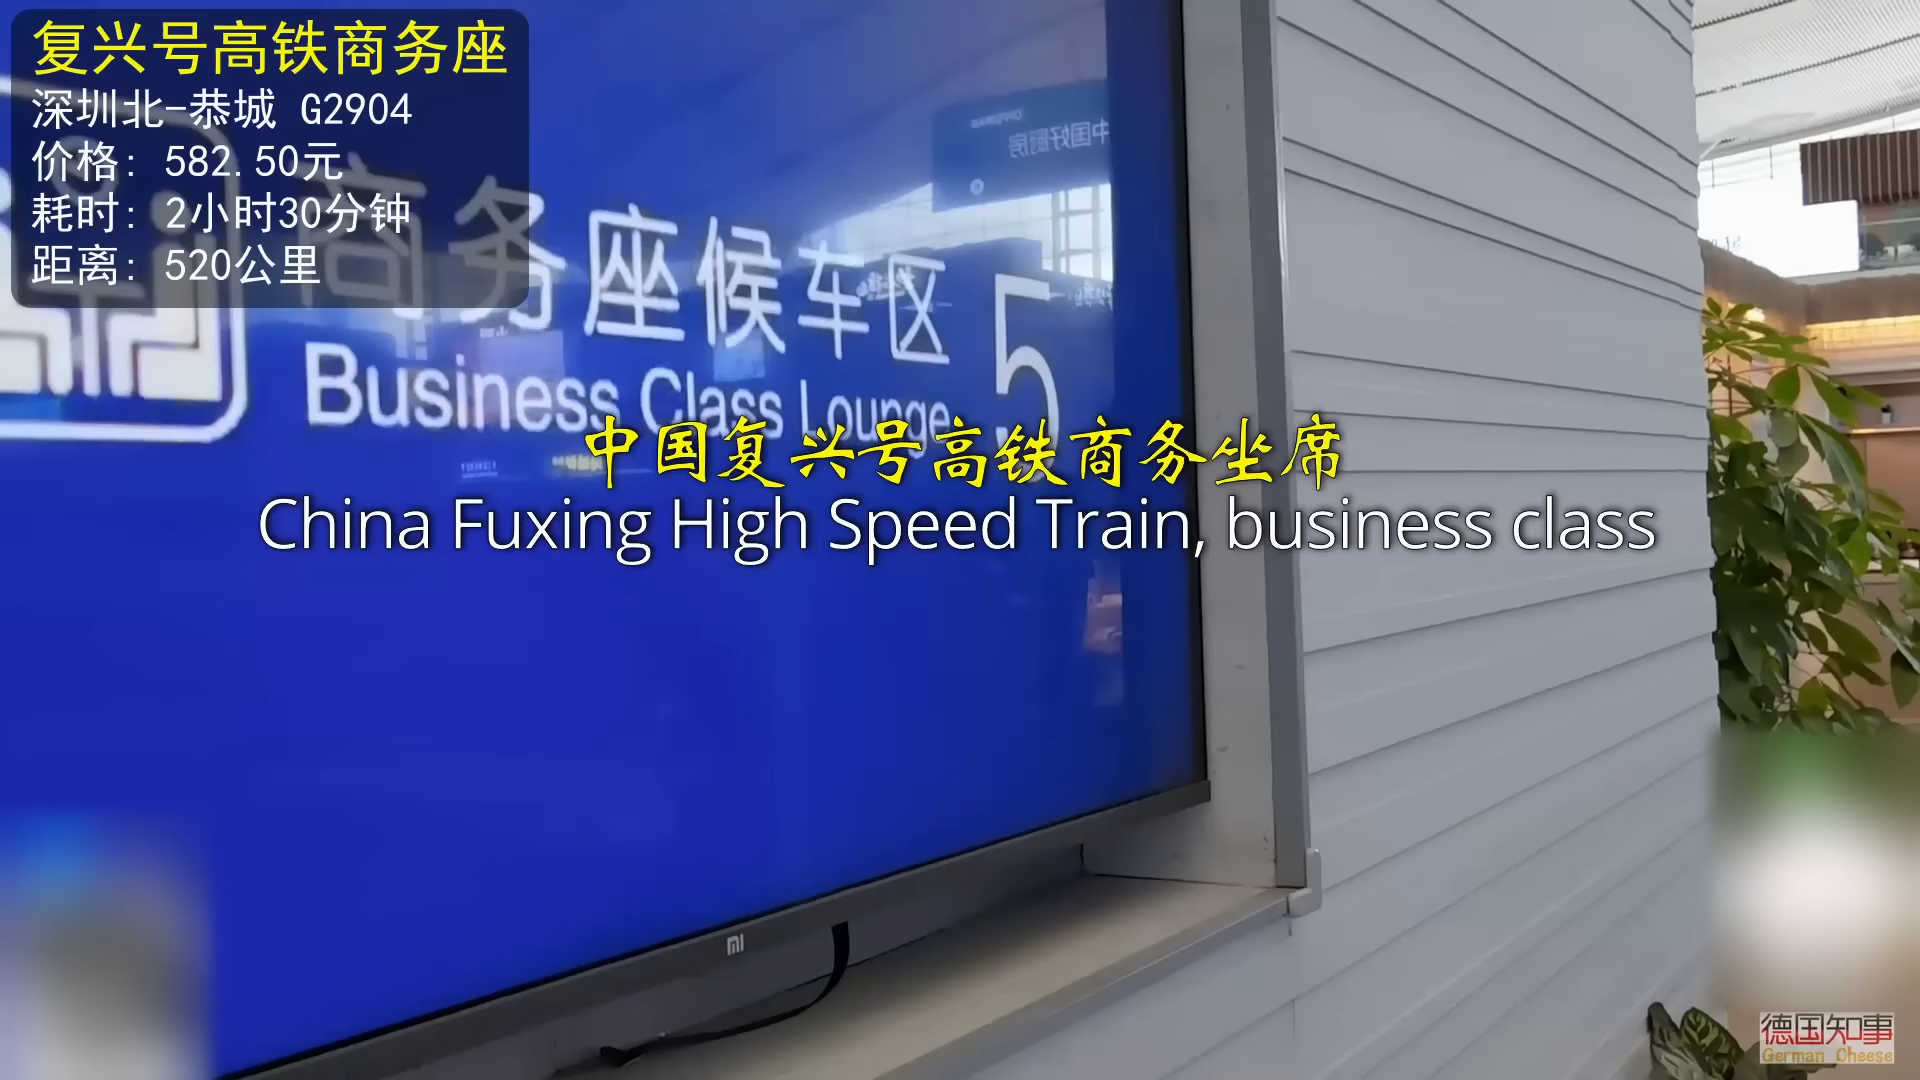 复兴号高铁商务座
深圳北-恭城 G2904
价格: 582.50元
耗时: 2小时30分钟
距离: 520公里
商务座候车区 5
Business Class Lounge
中国好厨房
中国复兴号高铁商务坐席
China Fuxing High Speed Train, business class
mi
德国知事
German Cheese